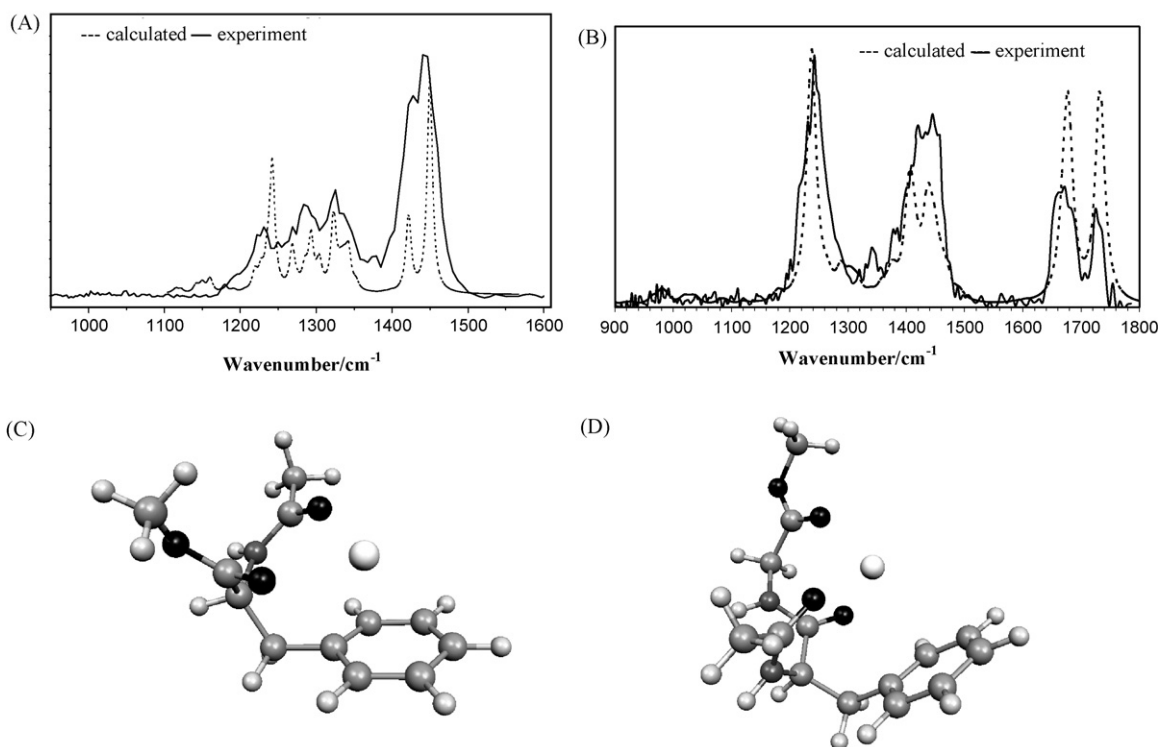 (A)
calculated experiment
1000 1100 1200 1300 1400 1500 1600
Wavenumber/cm⁻¹
(B)
calculated experiment
900 1000 1100 1200 1300 1400 1500 1600 1700 1800
Wavenumber/cm⁻¹
(C)
(D)